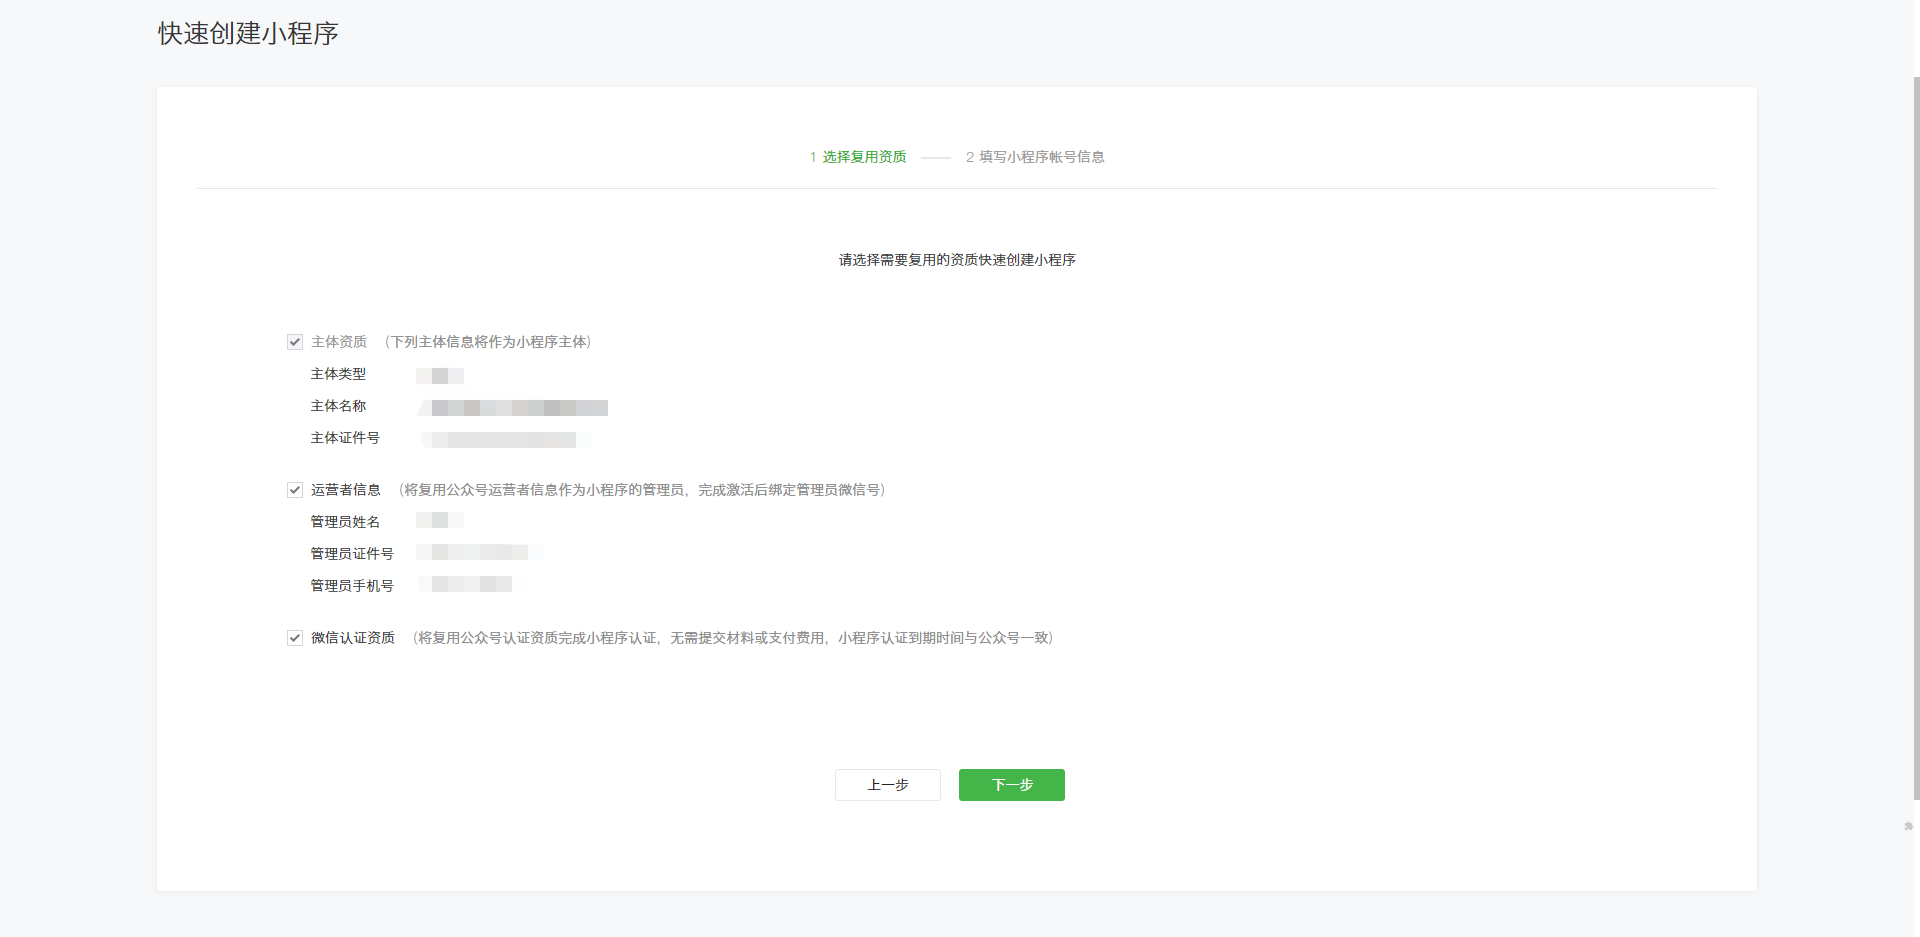 快速创建小程序
1 选择复用资质 2 填写小程序帐号信息
请选择需要复用的资质快速创建小程序
主体资质 （下列主体信息将作为小程序主体）
主体类型
主体名称
主体证件号
运营者信息 （将复用公众号运营者信息作为小程序的管理员，完成激活后绑定管理员微信号）
管理员姓名
管理员证件号
管理员手机号
微信认证资质 （将复用公众号认证资质完成小程序认证，无需提交材料或支付费用，小程序认证到期时间与公众号一致）
上一步 下一步